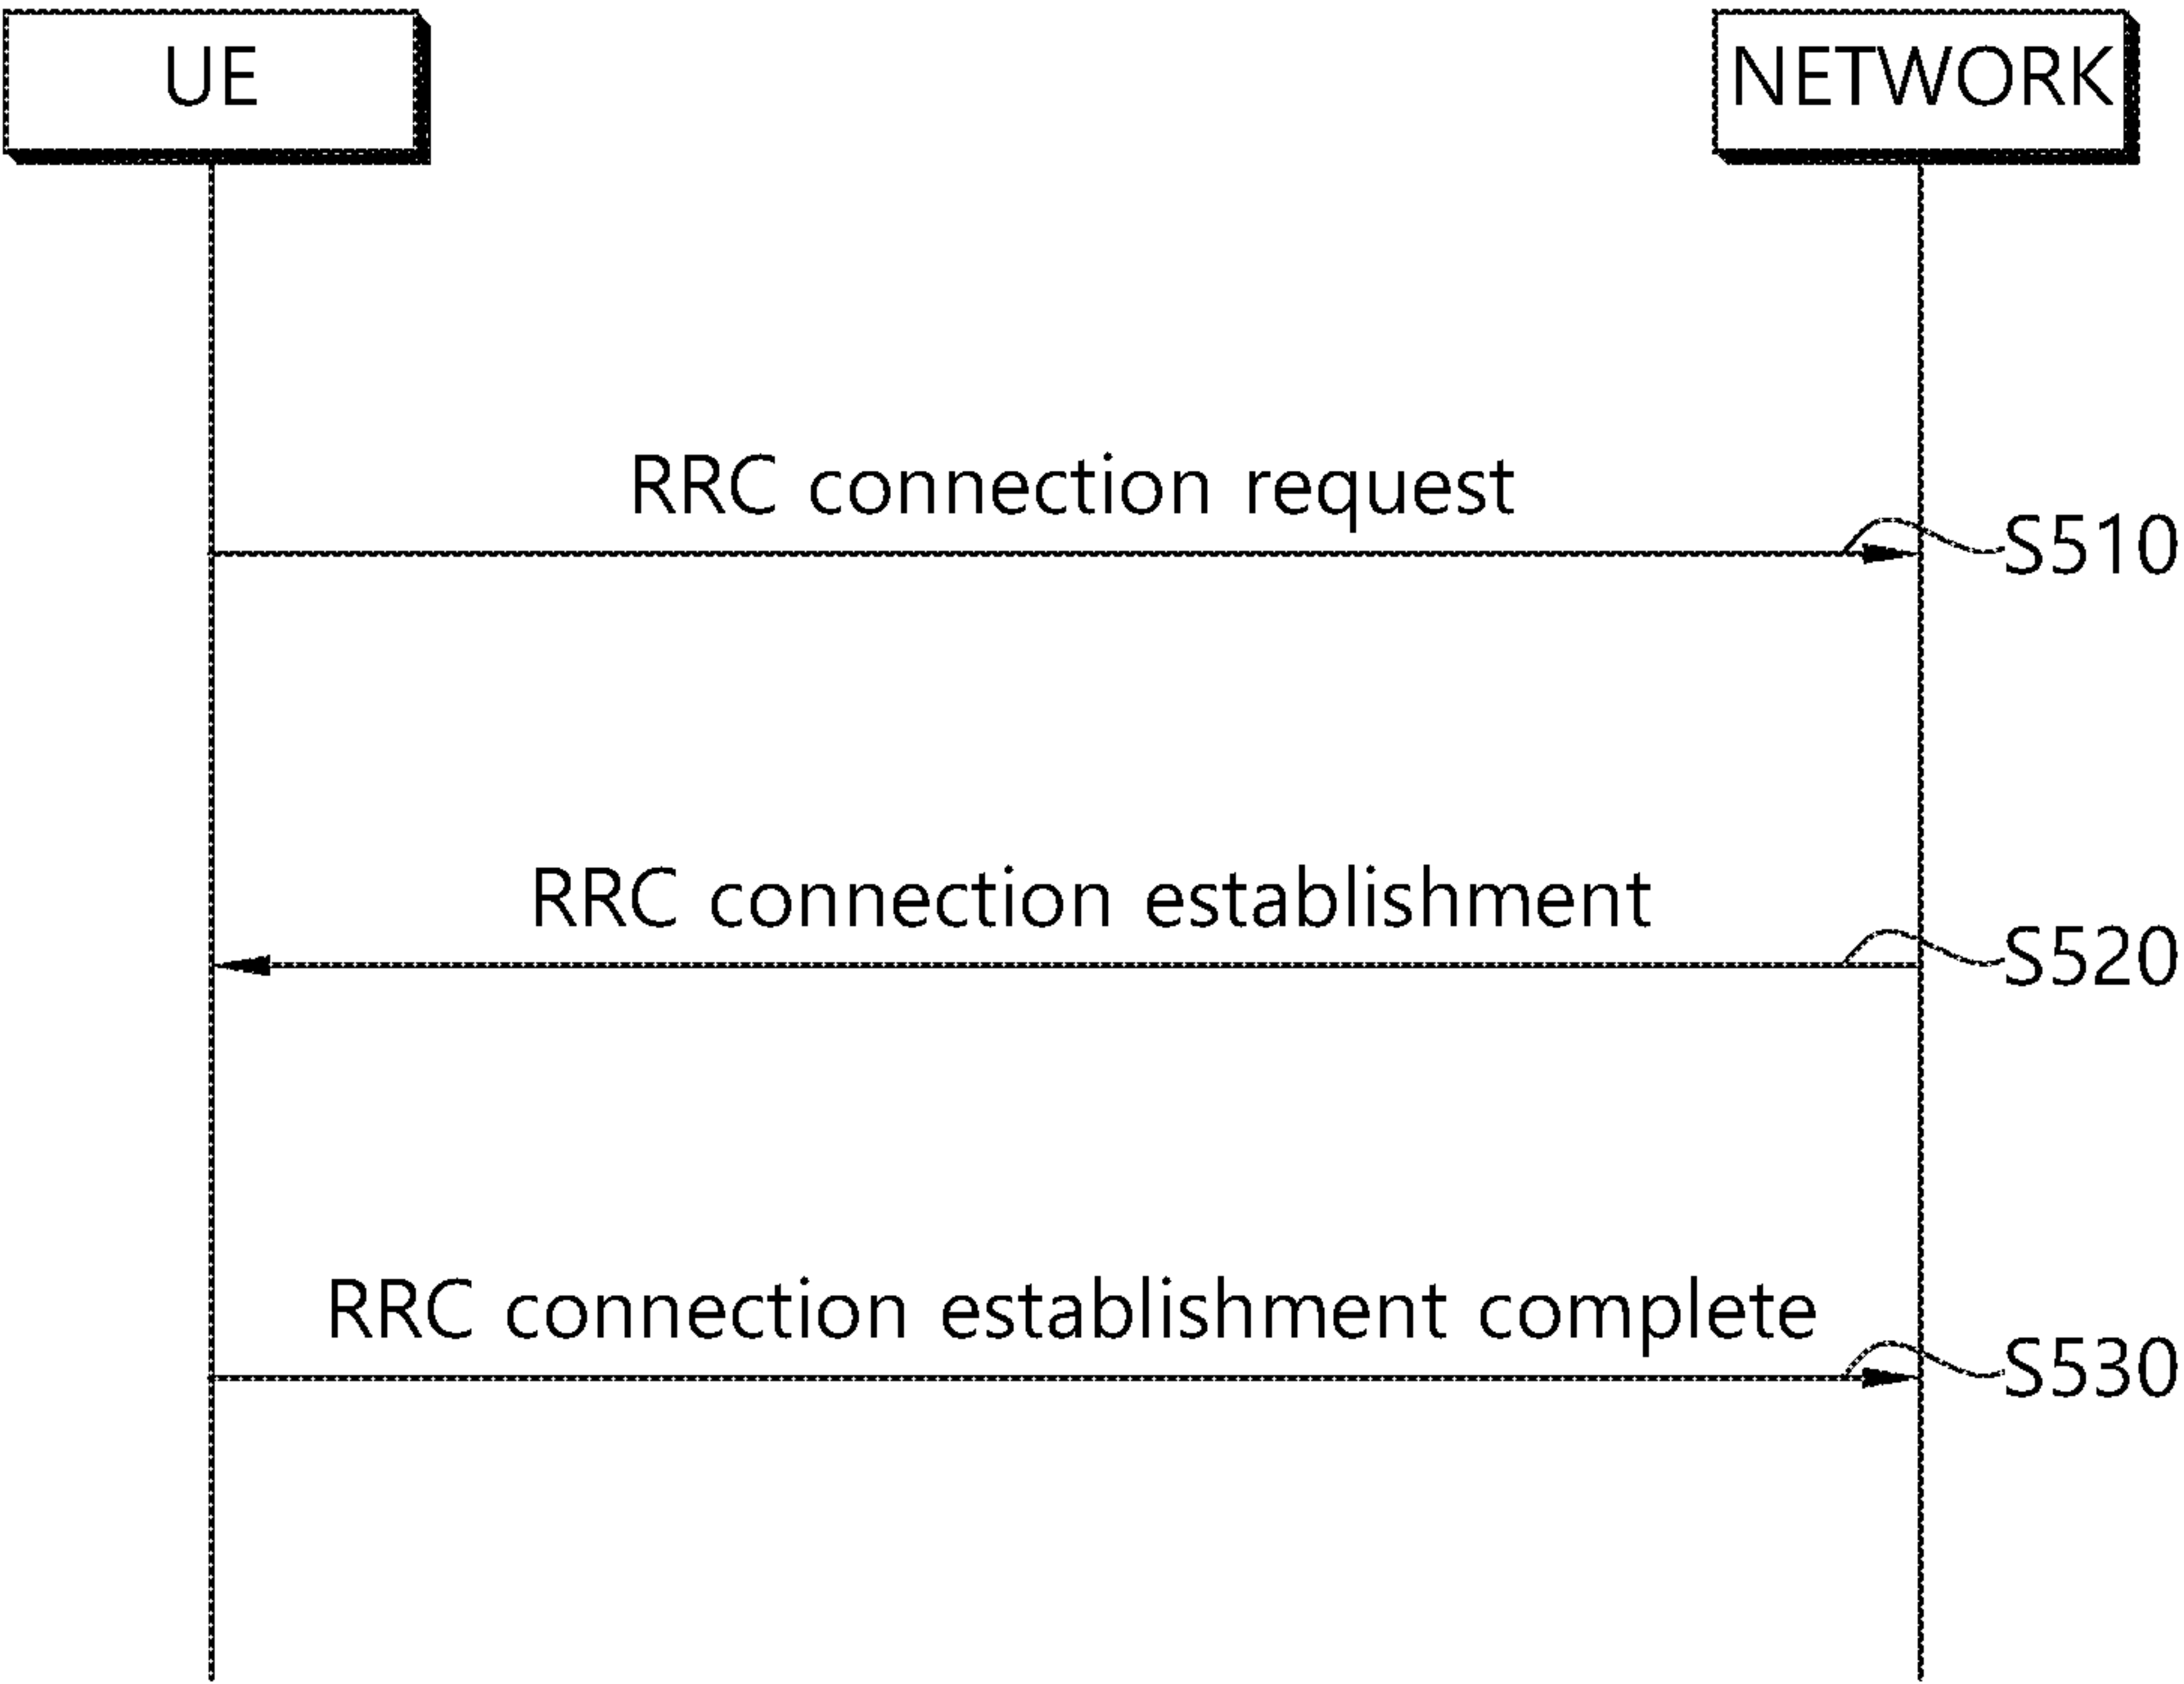 UE
NETWORK
RRC connection request
S510
RRC connection establishment
S520
RRC connection establishment complete
S530